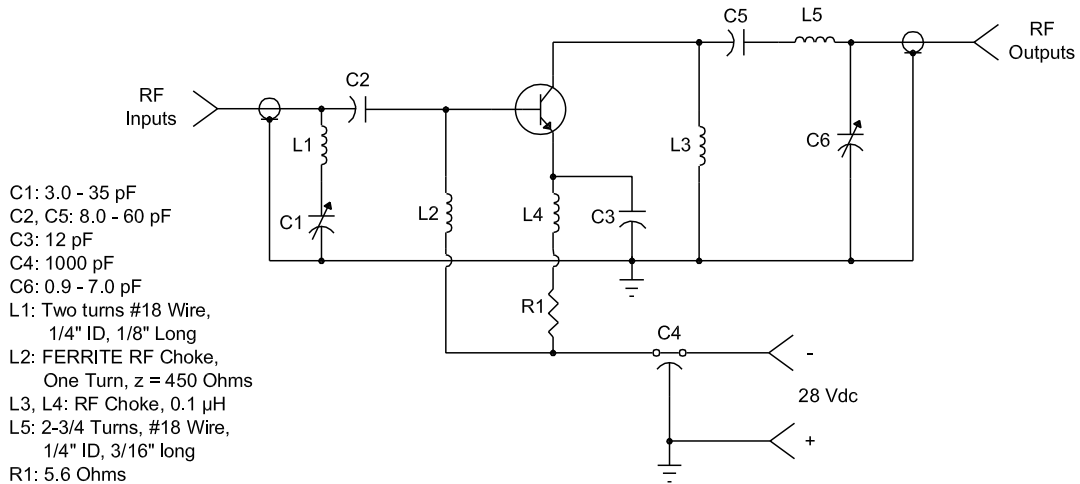 C5
L5
RF
Outputs
C2
RF
Inputs
L1
L3
C6
C1: 3.0 - 35 pF
C2, C5: 8.0 - 60 pF
C3: 12 pF
C4: 1000 pF
C6: 0.9 - 7.0 pF
L1: Two turns #18 Wire,
1/4" ID, 1/8" Long
L2: FERRITE RF Choke,
One Turn, z = 450 Ohms
L3, L4: RF Choke, 0.1 µH
L5: 2-3/4 Turns, #18 Wire,
1/4" ID, 3/16" long
R1: 5.6 Ohms
C1
L2
L4
C3
R1
C4
-
28 Vdc
+